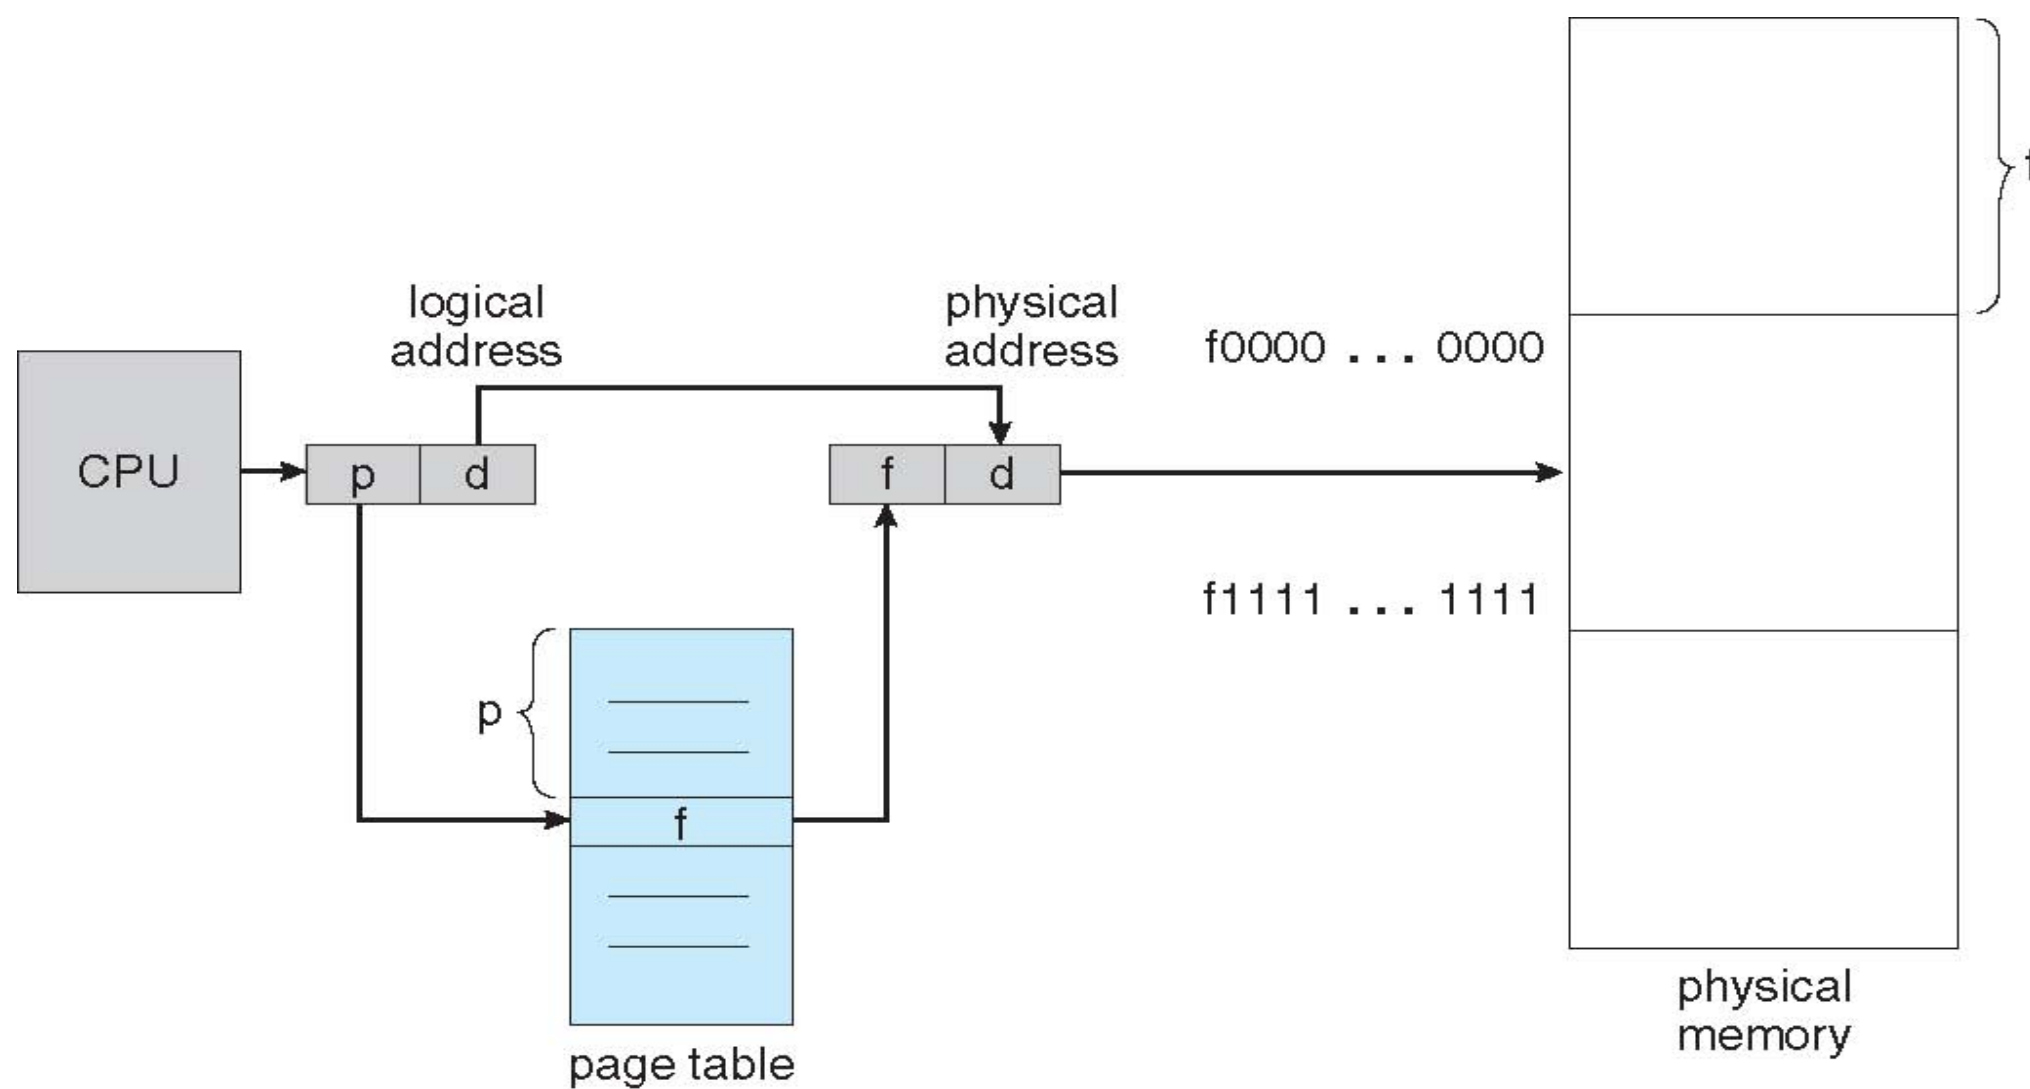 logical
address
physical
address
f0000 . . . 0000
CPU
p
d
f
d
f1111 . . . 1111
p
f
page table
f
physical
memory